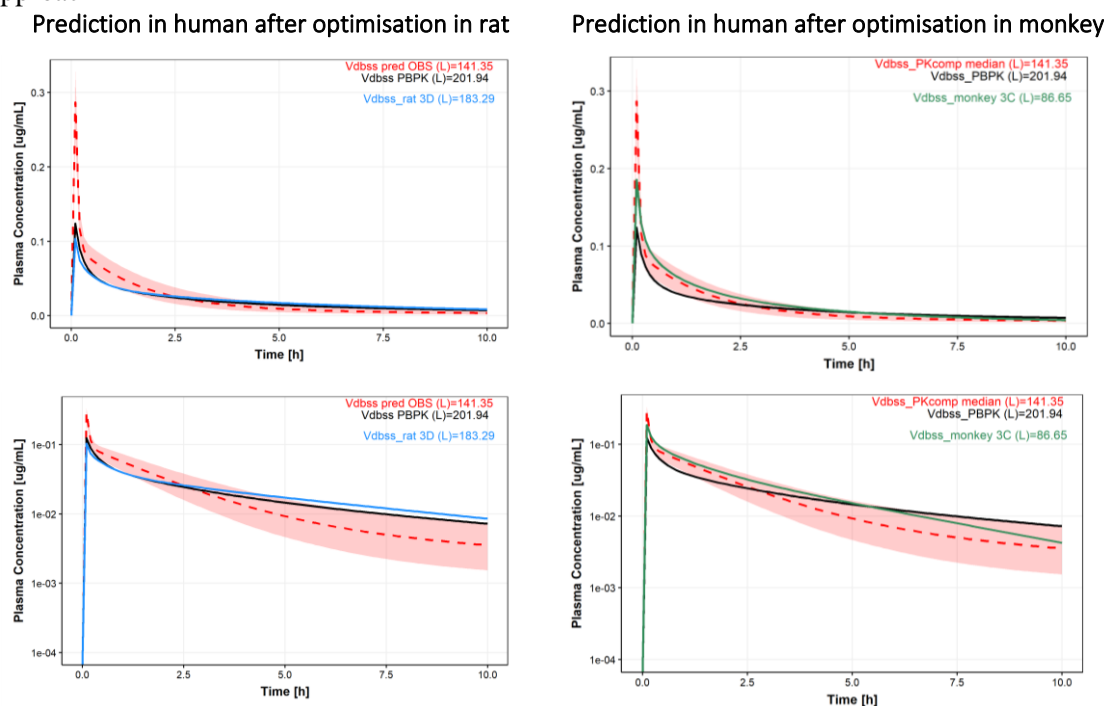 Prediction in human after optimisation in rat
Prediction in human after optimisation in monkey
Vdbss pred OBS (L)=141.35
Vdbss PBPK (L)=201.94
Vdbss_rat 3D (L)=183.29
0.3
0.2
0.1
0.0
Plasma Concentration [ug/mL]
0.0 2.5 5.0 7.5 10.0
Time [h]
Vdbss_PKcomp median (L)=141.35
Vdbss_PBPK (L)=201.94
Vdbss_monkey 3C (L)=86.65
0.3
0.2
0.1
0.0
Plasma Concentration [ug/mL]
0.0 2.5 5.0 7.5 10.0
Time [h]
Vdbss pred OBS (L)=141.35
Vdbss PBPK (L)=201.94
Vdbss_rat 3D (L)=183.29
1e-01
1e-02
1e-03
1e-04
Plasma Concentration [ug/mL]
0.0 2.5 5.0 7.5 10.0
Time [h]
Vdbss_PKcomp median (L)=141.35
Vdbss_PBPK (L)=201.94
Vdbss_monkey 3C (L)=86.65
1e-01
1e-02
1e-03
1e-04
Plasma Concentration [ug/mL]
0.0 2.5 5.0 7.5 10.0
Time [h]